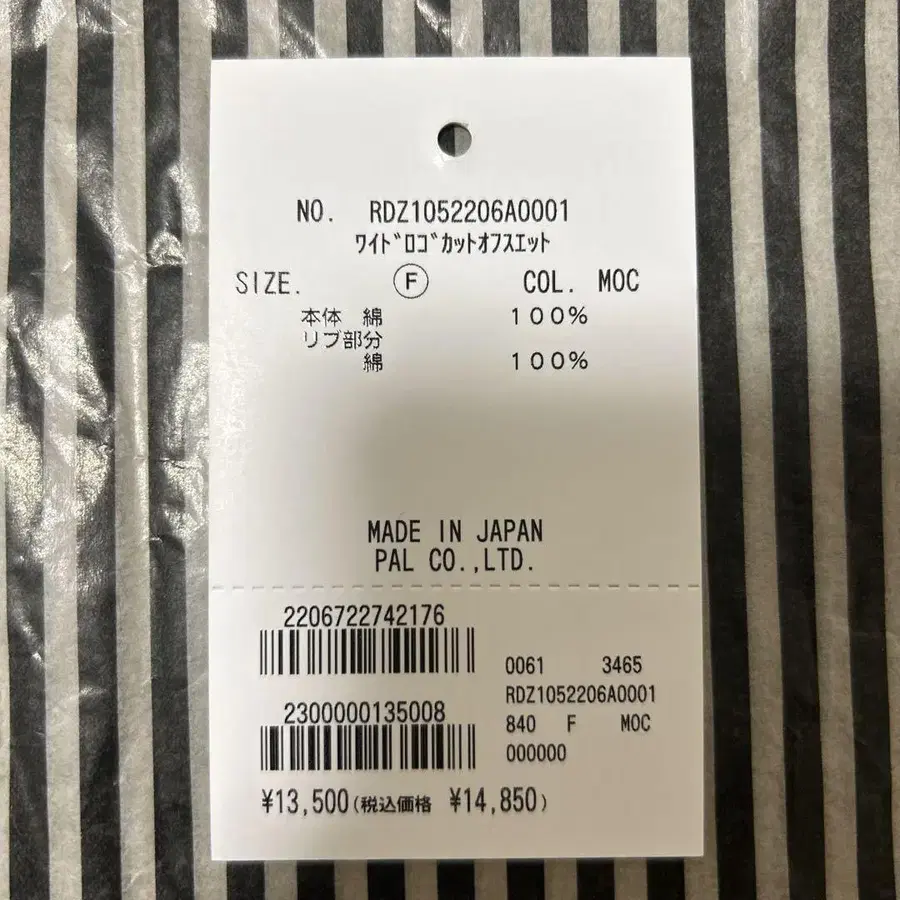 NO. RDZ1052206A0001
ﾜｲﾄﾞﾛｺﾞｶｯﾄｵﾌｽｴｯﾄ
SIZE. Ⓕ COL. MOC
本体 綿 100%
リブ部分
綿 100%
MADE IN JAPAN
PAL CO.,LTD.
2206722742176
0061 3465
RDZ1052206A0001
2300000135008
840 F MOC
000000
¥13,500(税込価格 ¥14,850)